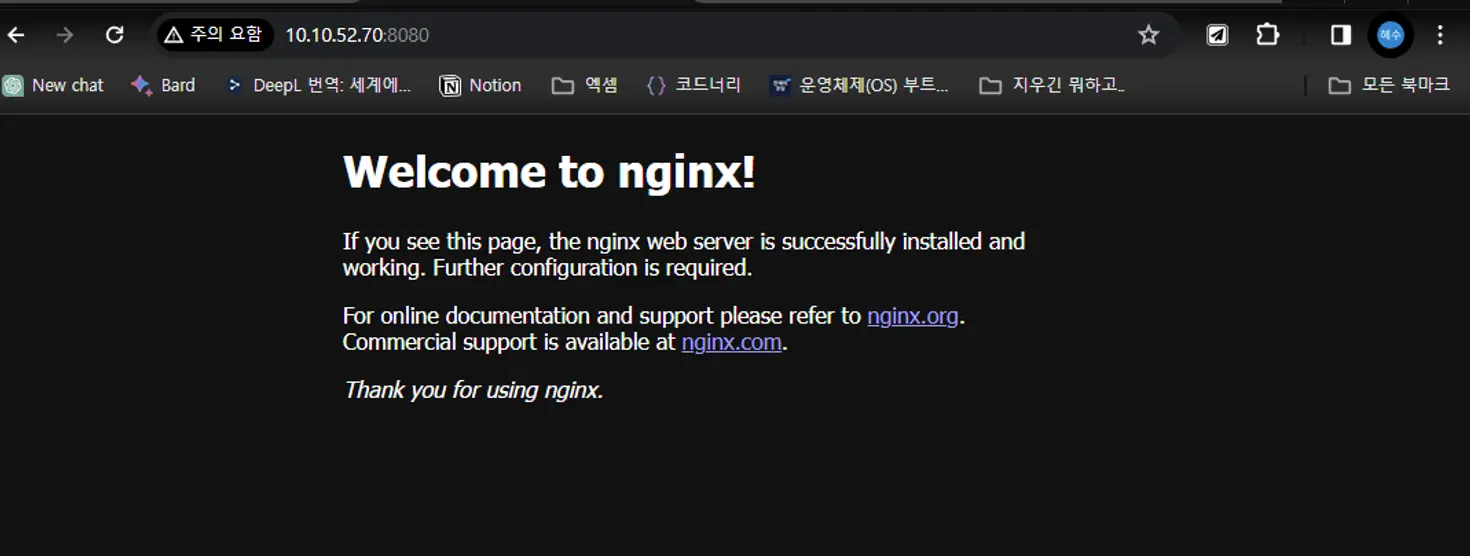 주의 요함 10.10.52.70:8080 혜수
New chat Bard DeepL 번역: 세계에... Notion 엑셈 코드너리 운영체제(OS) 부트... 지우긴 뭐하고.. 모든 북마크
Welcome to nginx!
If you see this page, the nginx web server is successfully installed and
working. Further configuration is required.
For online documentation and support please refer to nginx.org.
Commercial support is available at nginx.com.
Thank you for using nginx.